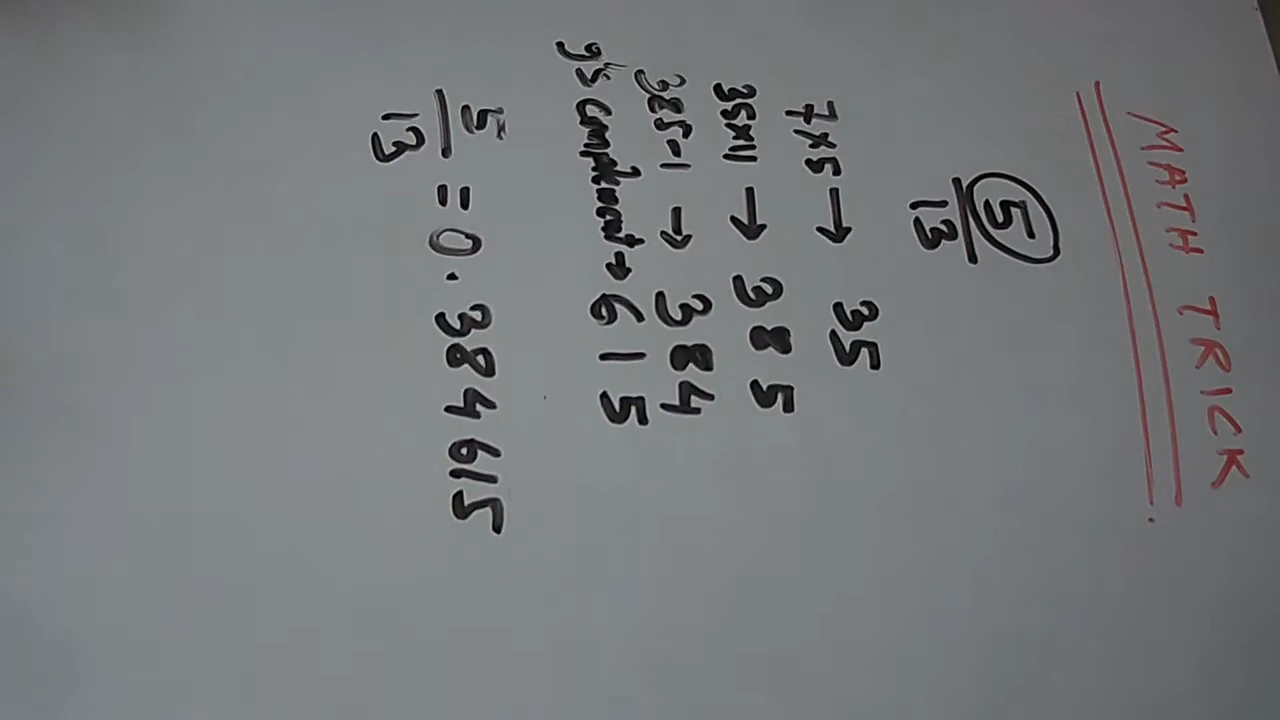 MATH TRICK.
5
13
7×5 → 35
35×11 → 385
385-1 → 384
9's complement → 615
5
13
= 0.384615